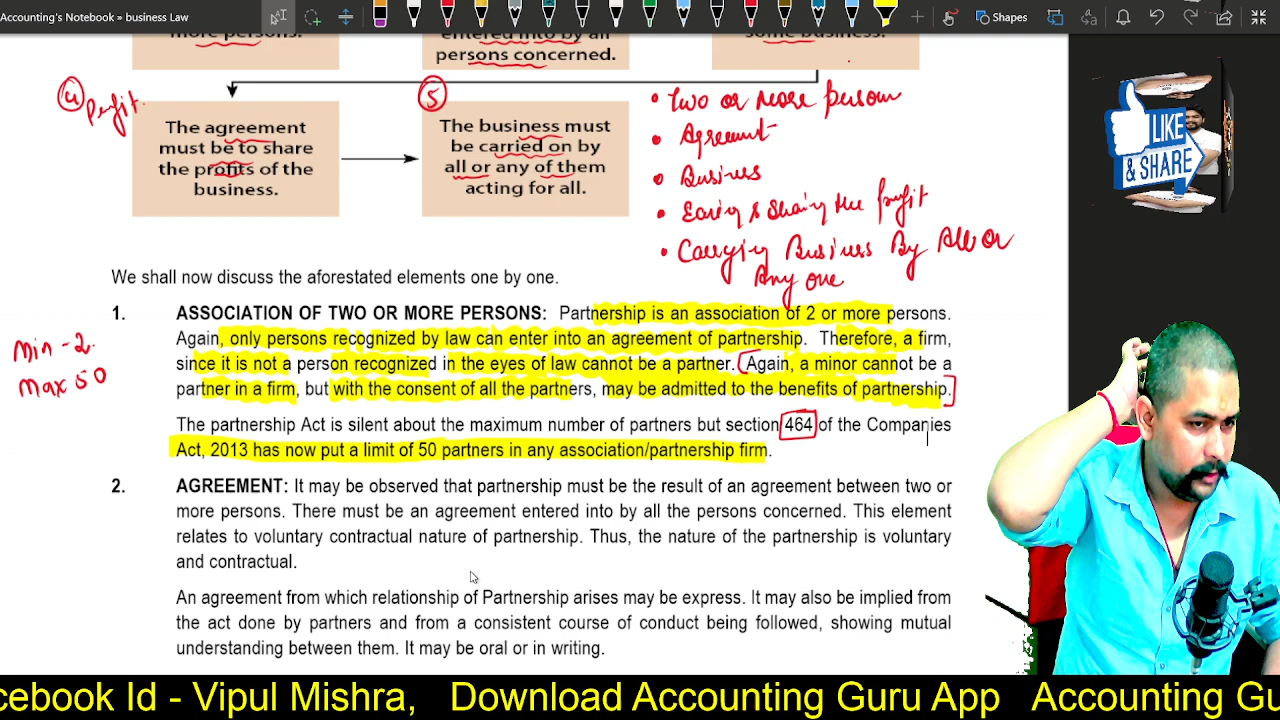 Accounting's Notebook » business Law
Shapes
more persons.
entered into by all
persons concerned.
some business.
4 Profit.
5
The agreement
must be to share
the profits of the
business.
The business must
be carried on by
all or any of them
acting for all.
• Two or more person
• Agreement
• Business
• Sharing the profit
• Carrying Business By All or
Any one
LIKE
& SHARE
We shall now discuss the aforestated elements one by one.
1. ASSOCIATION OF TWO OR MORE PERSONS: Partnership is an association of 2 or more persons.
Again, only persons recognized by law can enter into an agreement of partnership. Therefore, a firm,
since it is not a person recognized in the eyes of law cannot be a partner. (Again, a minor cannot be a
partner in a firm, but with the consent of all the partners, may be admitted to the benefits of partnership.]
Min - 2.
Max 50
The partnership Act is silent about the maximum number of partners but section 464 of the Companies
Act, 2013 has now put a limit of 50 partners in any association/partnership firm.
2. AGREEMENT: It may be observed that partnership must be the result of an agreement between two or
more persons. There must be an agreement entered into by all the persons concerned. This element
relates to voluntary contractual nature of partnership. Thus, the nature of the partnership is voluntary
and contractual.
An agreement from which relationship of Partnership arises may be express. It may also be implied from
the act done by partners and from a consistent course of conduct being followed, showing mutual
understanding between them. It may be oral or in writing.
cebook Id - Vipul Mishra, Download Accounting Guru App Accounting Gu